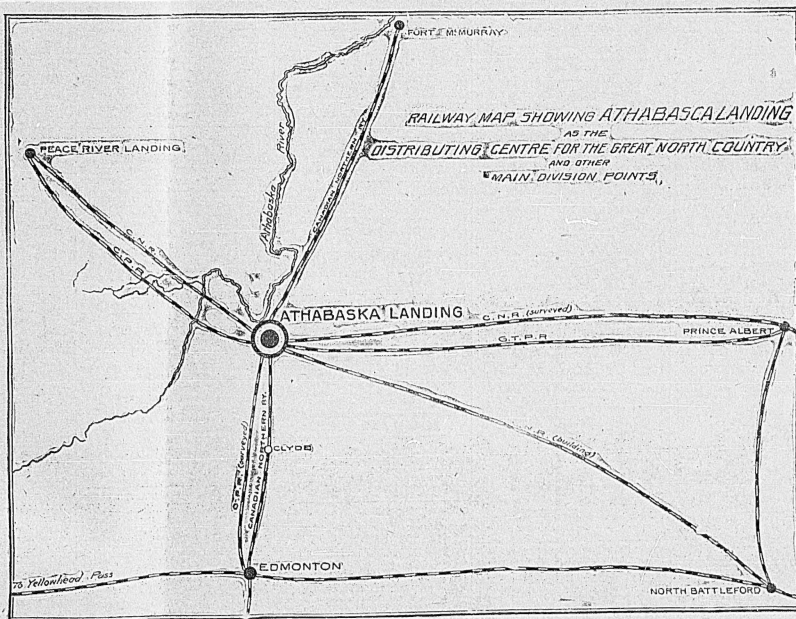 FORT McMURRAY
RAILWAY MAP SHOWING ATHABASCA LANDING
AS THE
DISTRIBUTING CENTRE FOR THE GREAT NORTH COUNTRY
AND OTHER
MAIN DIVISION POINTS
PEACE RIVER LANDING
Athabaska River
CANADIAN NORTHERN RY.
C.N.R.
C.P.R.
ATHABASKA LANDING
C.N.R. (surveyed)
G.T.P.R.
PRINCE ALBERT
(building)
C.P.R. (surveyed)
CANADIAN NORTHERN RY.
CLYDE
EDMONTON
To Yellowhead Pass
NORTH BATTLEFORD